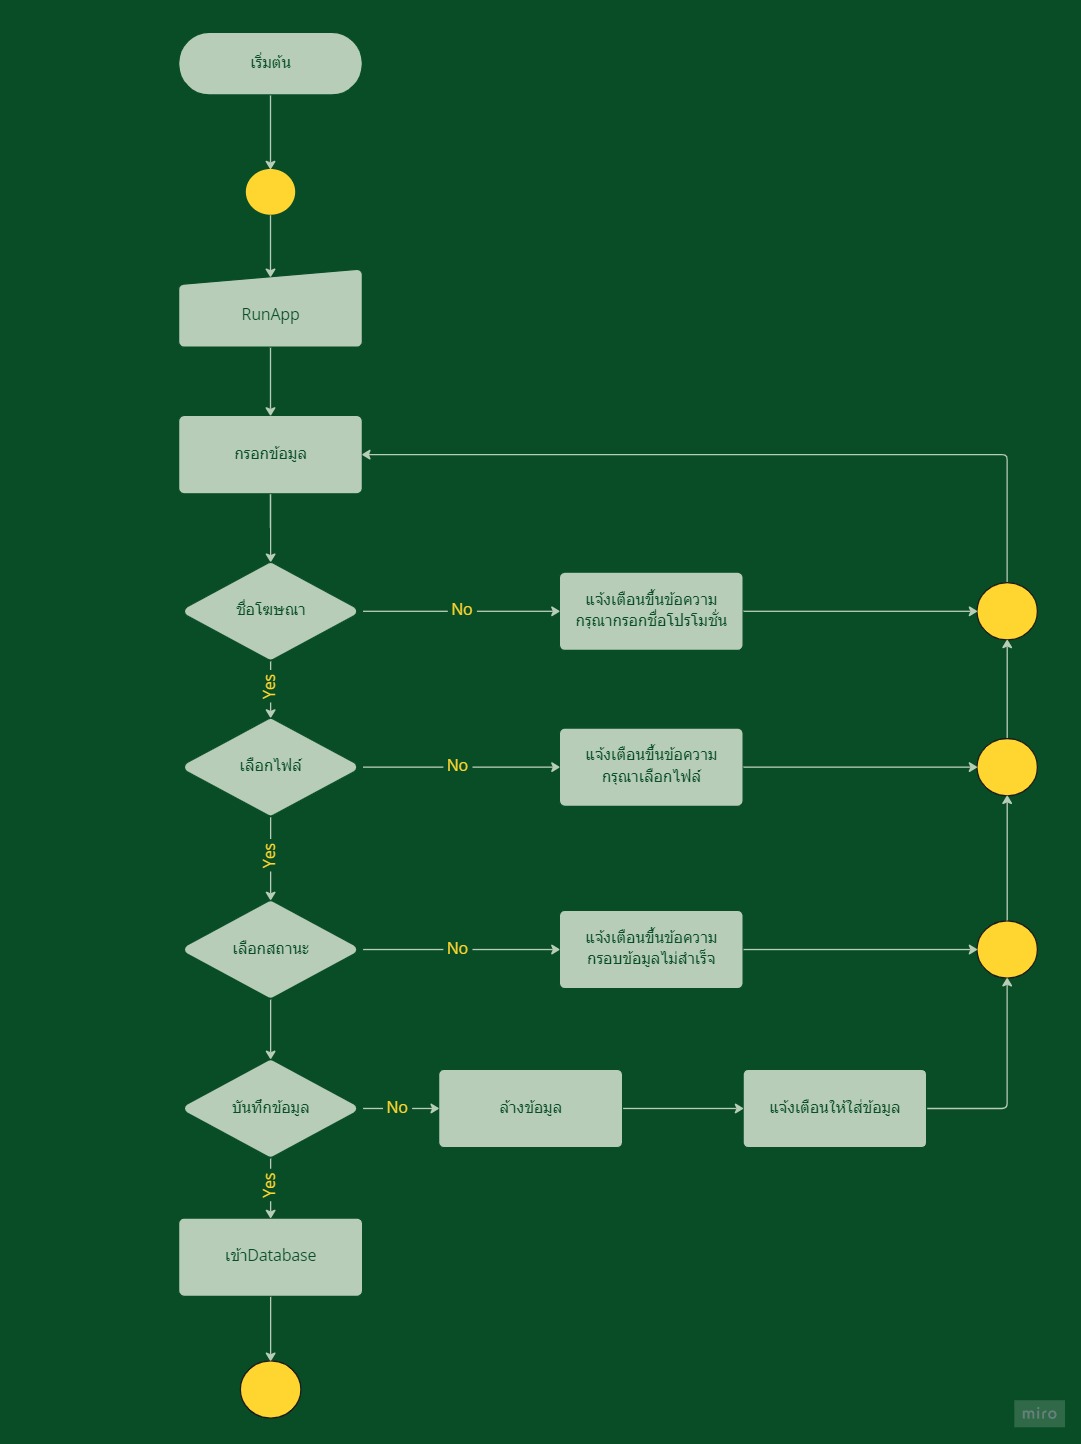 เริ่มต้น
RunApp
กรอกข้อมูล
ชื่อโฆษณา
No
แจ้งเตือนขึ้นข้อความ
กรุณากรอกชื่อโปรโมชั่น
Yes
เลือกไฟล์
No
แจ้งเตือนขึ้นข้อความ
กรุณาเลือกไฟล์
Yes
เลือกสถานะ
No
แจ้งเตือนขึ้นข้อความ
กรอบข้อมูลไม่สำเร็จ
บันทึกข้อมูล
No
ล้างข้อมูล
แจ้งเตือนให้ใส่ข้อมูล
Yes
เข้าDatabase
miro